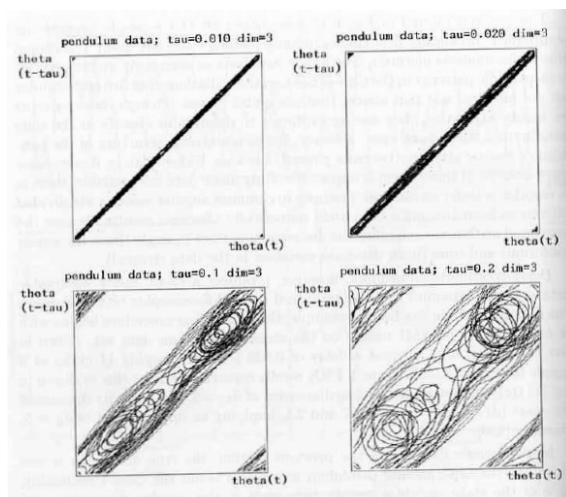 pendulum data; tau=0.010 dim=3
theta
(t-tau)
theta(t)
pendulum data; tau=0.020 dim=3
theta
(t-tau)
theta(t)
pendulum data; tau=0.1 dim=3
theta
(t-tau)
theta(t)
pendulum data; tau=0.2 dim=3
theta
(t-tau)
theta(t)